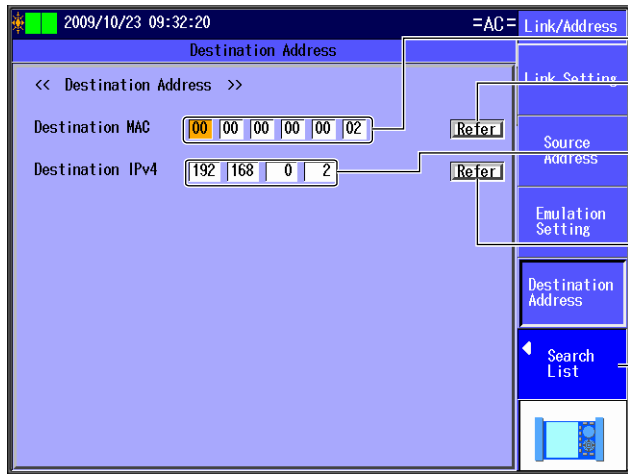 2009/10/23 09:32:20
=AC=
Link/Address
Destination Address
<< Destination Address >>
Link Setting
Destination MAC 00 00 00 00 00 02 Refer
Source
Address
Destination IPv4 192 168 0 2 Refer
Emulation
Setting
Destination
Address
Search
List